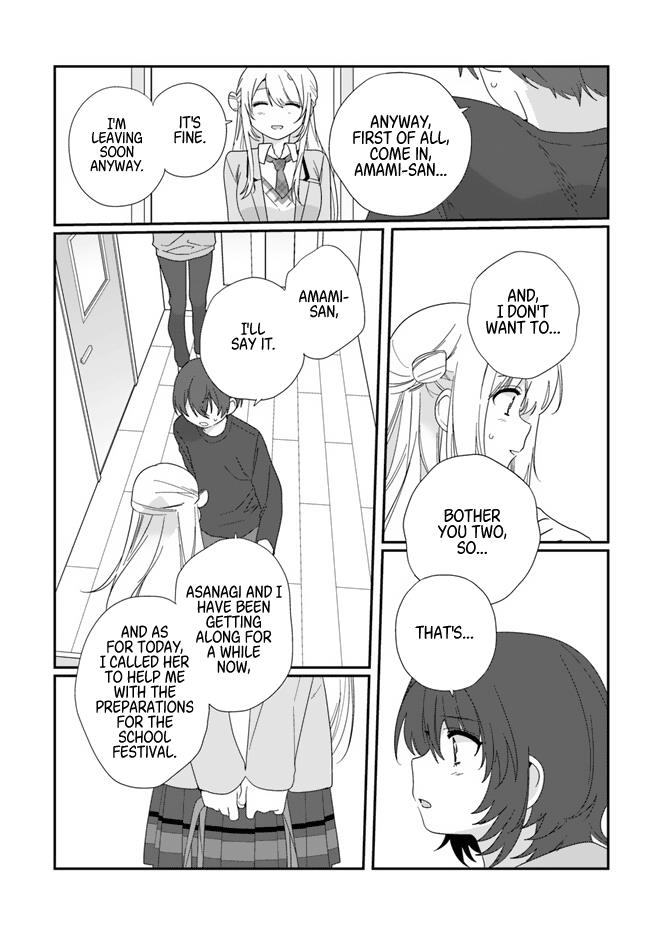 ANYWAY,
FIRST OF ALL,
COME IN,
AMAMI-SAN...
IT'S
FINE.
I'M
LEAVING
SOON
ANYWAY.
AND,
I DON'T
WANT TO...
BOTHER
YOU TWO,
SO...
THAT'S...
AMAMI-
SAN,
I'LL
SAY IT.
ASANAGI AND I
HAVE BEEN
GETTING
ALONG FOR
A WHILE
NOW,
AND AS
FOR TODAY,
I CALLED HER
TO HELP ME
WITH THE
PREPARATIONS
FOR THE
SCHOOL
FESTIVAL.